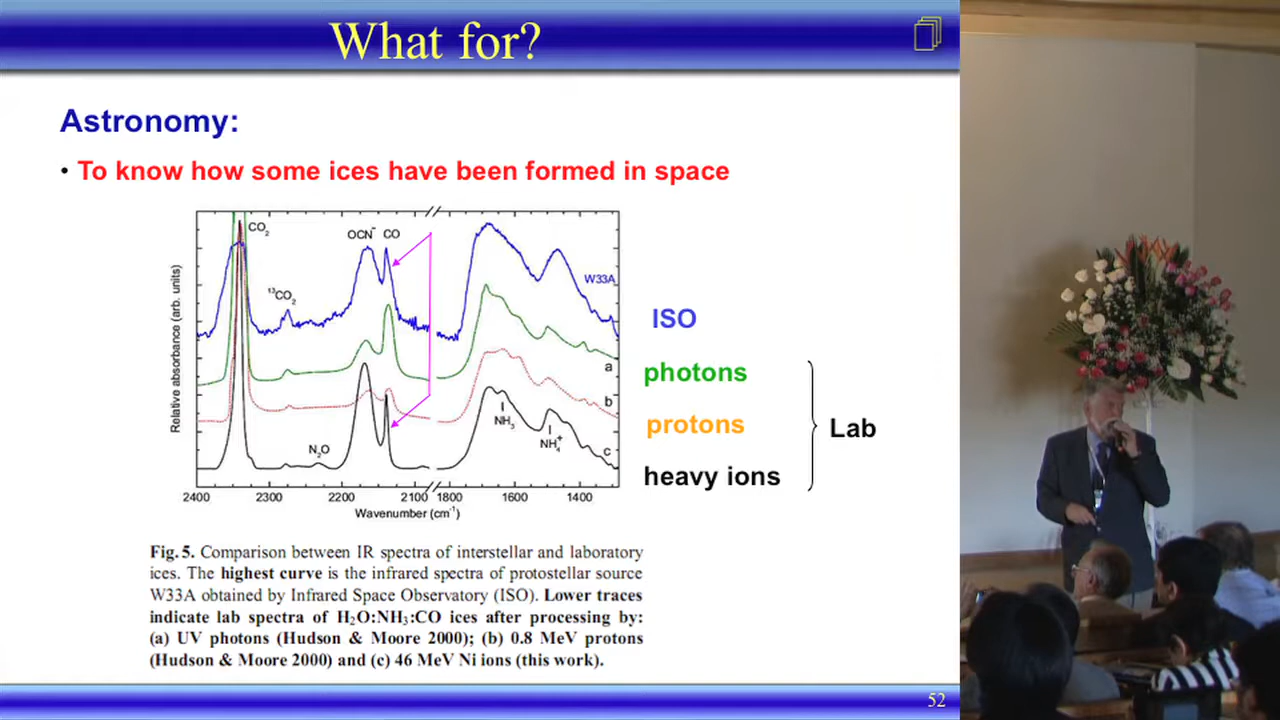 What for?
Astronomy:
• To know how some ices have been formed in space
CO₂
OCN⁻
CO
¹³CO₂
W33A
N₂O
NH₃
NH₄⁺
a
b
c
Relative absorbance (arb. units)
2400 2300 2200 2100 1800 1600 1400
Wavenumber (cm⁻¹)
ISO
photons
protons
heavy ions
Lab
Fig. 5. Comparison between IR spectra of interstellar and laboratory
ices. The highest curve is the infrared spectra of protostellar source
W33A obtained by Infrared Space Observatory (ISO). Lower traces
indicate lab spectra of H₂O:NH₃:CO ices after processing by:
(a) UV photons (Hudson & Moore 2000); (b) 0.8 MeV protons
(Hudson & Moore 2000) and (c) 46 MeV Ni ions (this work).
52